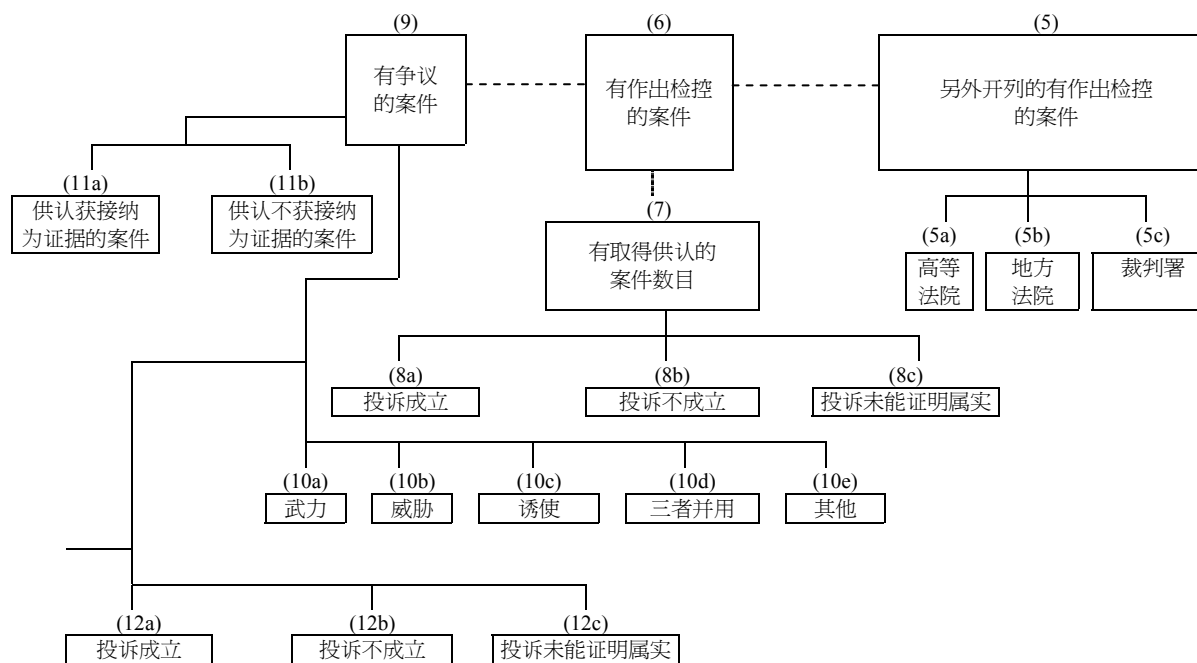 (9)
有争议
的案件
(6)
有作出检控
的案件
(5)
另外开列的有作出检控
的案件
(11a)
供认获接纳
为证据的案件
(11b)
供认不获接纳
为证据的案件
(7)
有取得供认的
案件数目
(5a)
高等
法院
(5b)
地方
法院
(5c)
裁判署
(8a)
投诉成立
(8b)
投诉不成立
(8c)
投诉未能证明属实
(10a)
武力
(10b)
威胁
(10c)
诱使
(10d)
三者并用
(10e)
其他
(12a)
投诉成立
(12b)
投诉不成立
(12c)
投诉未能证明属实